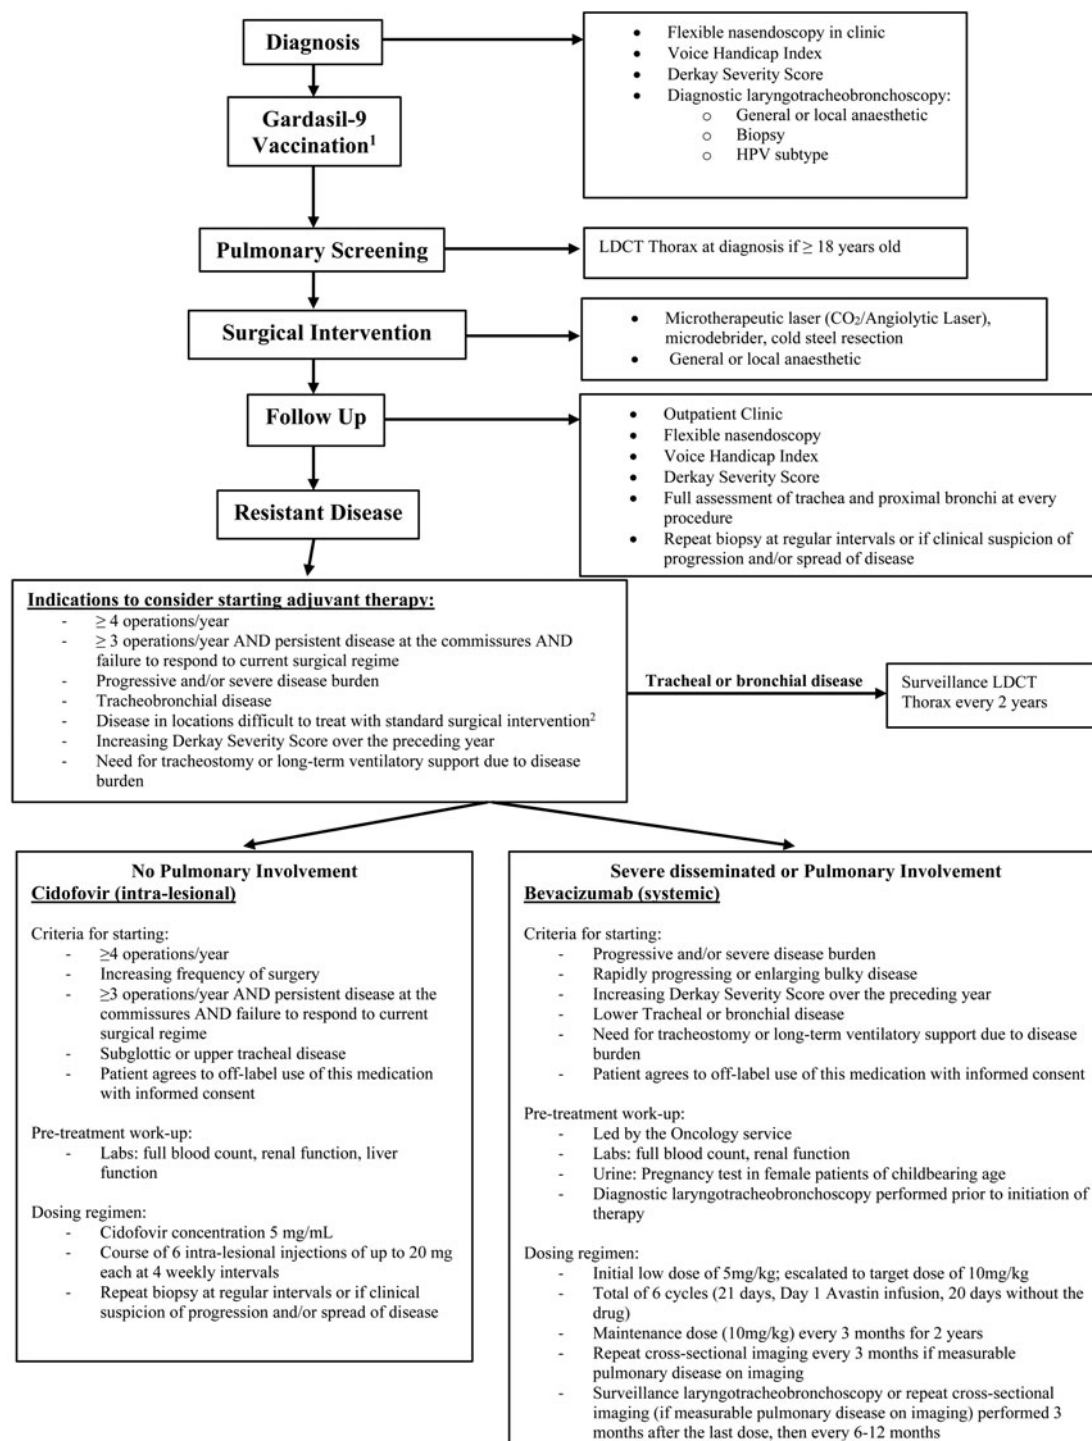 Diagnosis
• Flexible nasendoscopy in clinic
• Voice Handicap Index
• Derkay Severity Score
• Diagnostic laryngotracheobronchoscopy:
o General or local anaesthetic
o Biopsy
o HPV subtype
Gardasil-9
Vaccination¹
Pulmonary Screening
LDCT Thorax at diagnosis if ≥ 18 years old
Surgical Intervention
• Microtherapeutic laser (CO₂/Angiolytic Laser),
microdebrider, cold steel resection
• General or local anaesthetic
Follow Up
• Outpatient Clinic
• Flexible nasendoscopy
• Voice Handicap Index
• Derkay Severity Score
• Full assessment of trachea and proximal bronchi at every
procedure
• Repeat biopsy at regular intervals or if clinical suspicion of
progression and/or spread of disease
Resistant Disease
Indications to consider starting adjuvant therapy:
- ≥ 4 operations/year
- ≥ 3 operations/year AND persistent disease at the commissures AND
failure to respond to current surgical regime
- Progressive and/or severe disease burden
- Tracheobronchial disease
- Disease in locations difficult to treat with standard surgical intervention²
- Increasing Derkay Severity Score over the preceding year
- Need for tracheostomy or long-term ventilatory support due to disease
burden
Tracheal or bronchial disease
Surveillance LDCT
Thorax every 2 years
No Pulmonary Involvement
Cidofovir (intra-lesional)
Criteria for starting:
- ≥4 operations/year
- Increasing frequency of surgery
- ≥3 operations/year AND persistent disease at the
commissures AND failure to respond to current
surgical regime
- Subglottic or upper tracheal disease
- Patient agrees to off-label use of this medication
with informed consent
Pre-treatment work-up:
- Labs: full blood count, renal function, liver
function
Dosing regimen:
- Cidofovir concentration 5 mg/mL
- Course of 6 intra-lesional injections of up to 20 mg
each at 4 weekly intervals
- Repeat biopsy at regular intervals or if clinical
suspicion of progression and/or spread of disease
Severe disseminated or Pulmonary Involvement
Bevacizumab (systemic)
Criteria for starting:
- Progressive and/or severe disease burden
- Rapidly progressing or enlarging bulky disease
- Increasing Derkay Severity Score over the preceding year
- Lower Tracheal or bronchial disease
- Need for tracheostomy or long-term ventilatory support due to disease
burden
- Patient agrees to off-label use of this medication with informed consent
Pre-treatment work-up:
- Led by the Oncology service
- Labs: full blood count, renal function
- Urine: Pregnancy test in female patients of childbearing age
- Diagnostic laryngotracheobronchoscopy performed prior to initiation of
therapy
Dosing regimen:
- Initial low dose of 5mg/kg; escalated to target dose of 10mg/kg
- Total of 6 cycles (21 days, Day 1 Avastin infusion, 20 days without the
drug)
- Maintenance dose (10mg/kg) every 3 months for 2 years
- Repeat cross-sectional imaging every 3 months if measurable
pulmonary disease on imaging
- Surveillance laryngotracheobronchoscopy or repeat cross-sectional
imaging (if measurable pulmonary disease on imaging) performed 3
months after the last dose, then every 6-12 months